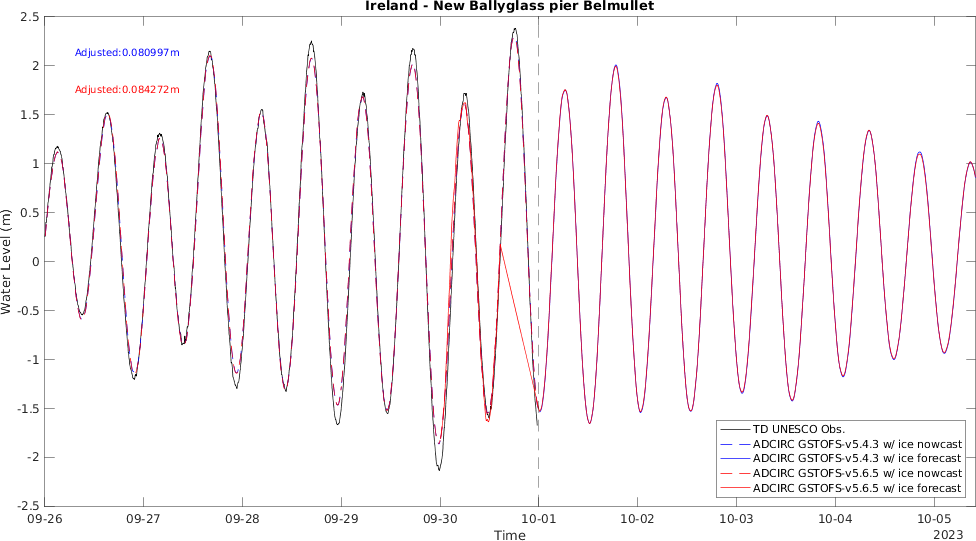 Ireland - New Ballyglass pier Belmullet
Adjusted:0.080997m
Adjusted:0.084272m
Water Level (m)
2.5
2
1.5
1
0.5
0
-0.5
-1
-1.5
-2
-2.5
TD UNESCO Obs.
ADCIRC GSTOFS-v5.4.3 w/ ice nowcast
ADCIRC GSTOFS-v5.4.3 w/ ice forecast
ADCIRC GSTOFS-v5.6.5 w/ ice nowcast
ADCIRC GSTOFS-v5.6.5 w/ ice forecast
09-26 09-27 09-28 09-29 09-30 10-01 10-02 10-03 10-04 10-05
Time
2023